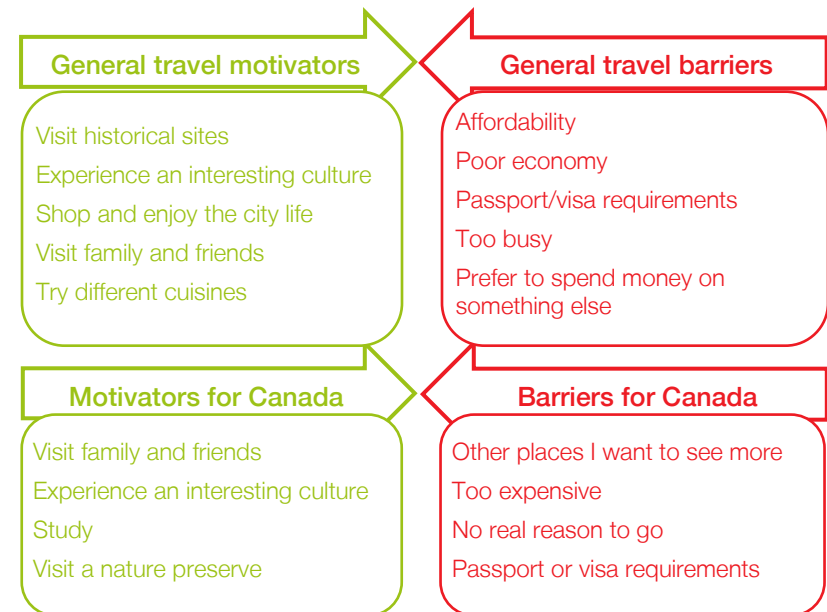 General travel motivators
Visit historical sites
Experience an interesting culture
Shop and enjoy the city life
Visit family and friends
Try different cuisines
General travel barriers
Affordability
Poor economy
Passport/visa requirements
Too busy
Prefer to spend money on
something else
Motivators for Canada
Visit family and friends
Experience an interesting culture
Study
Visit a nature preserve
Barriers for Canada
Other places I want to see more
Too expensive
No real reason to go
Passport or visa requirements